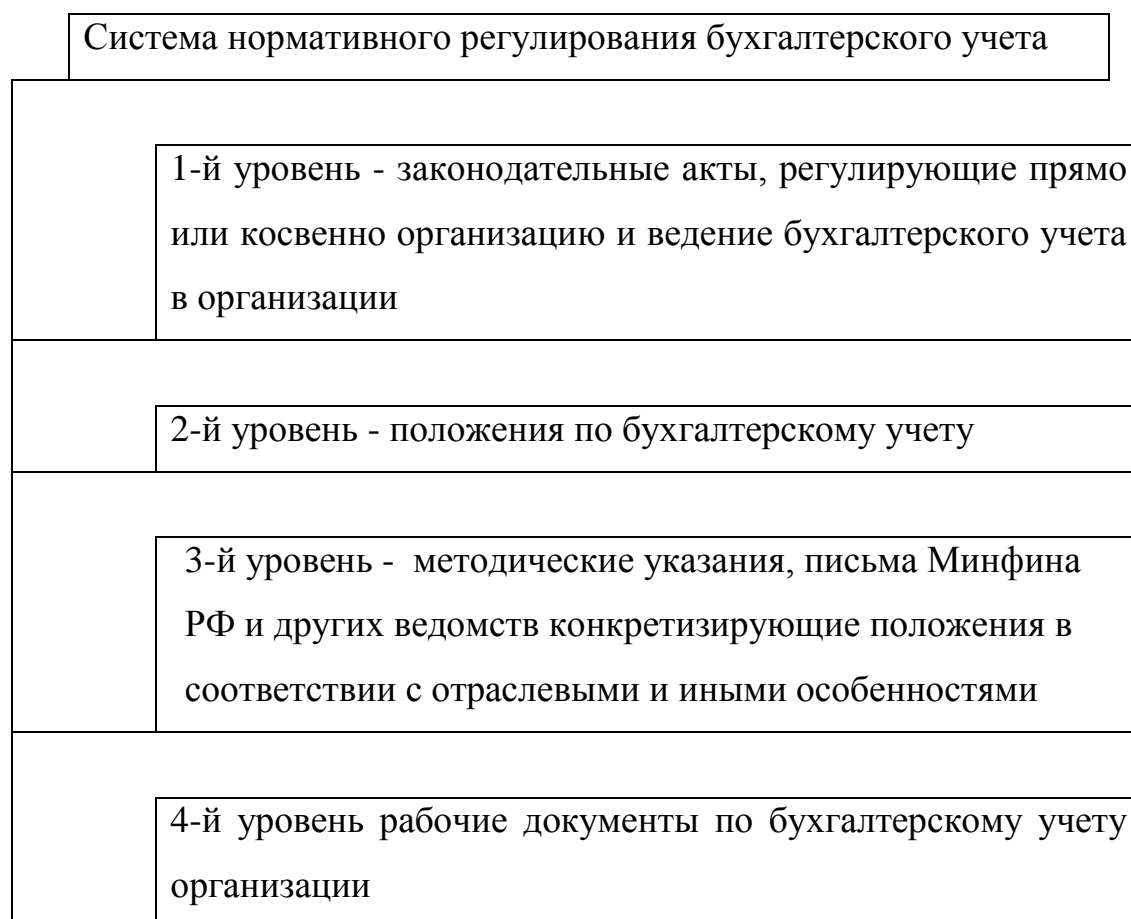 Система нормативного регулирования бухгалтерского учета
1-й уровень - законодательные акты, регулирующие прямо
или косвенно организацию и ведение бухгалтерского учета
в организации
2-й уровень - положения по бухгалтерскому учету
3-й уровень -  методические указания, письма Минфина
РФ и других ведомств конкретизирующие положения в
соответствии с отраслевыми и иными особенностями
4-й уровень рабочие документы по бухгалтерскому учету
организации